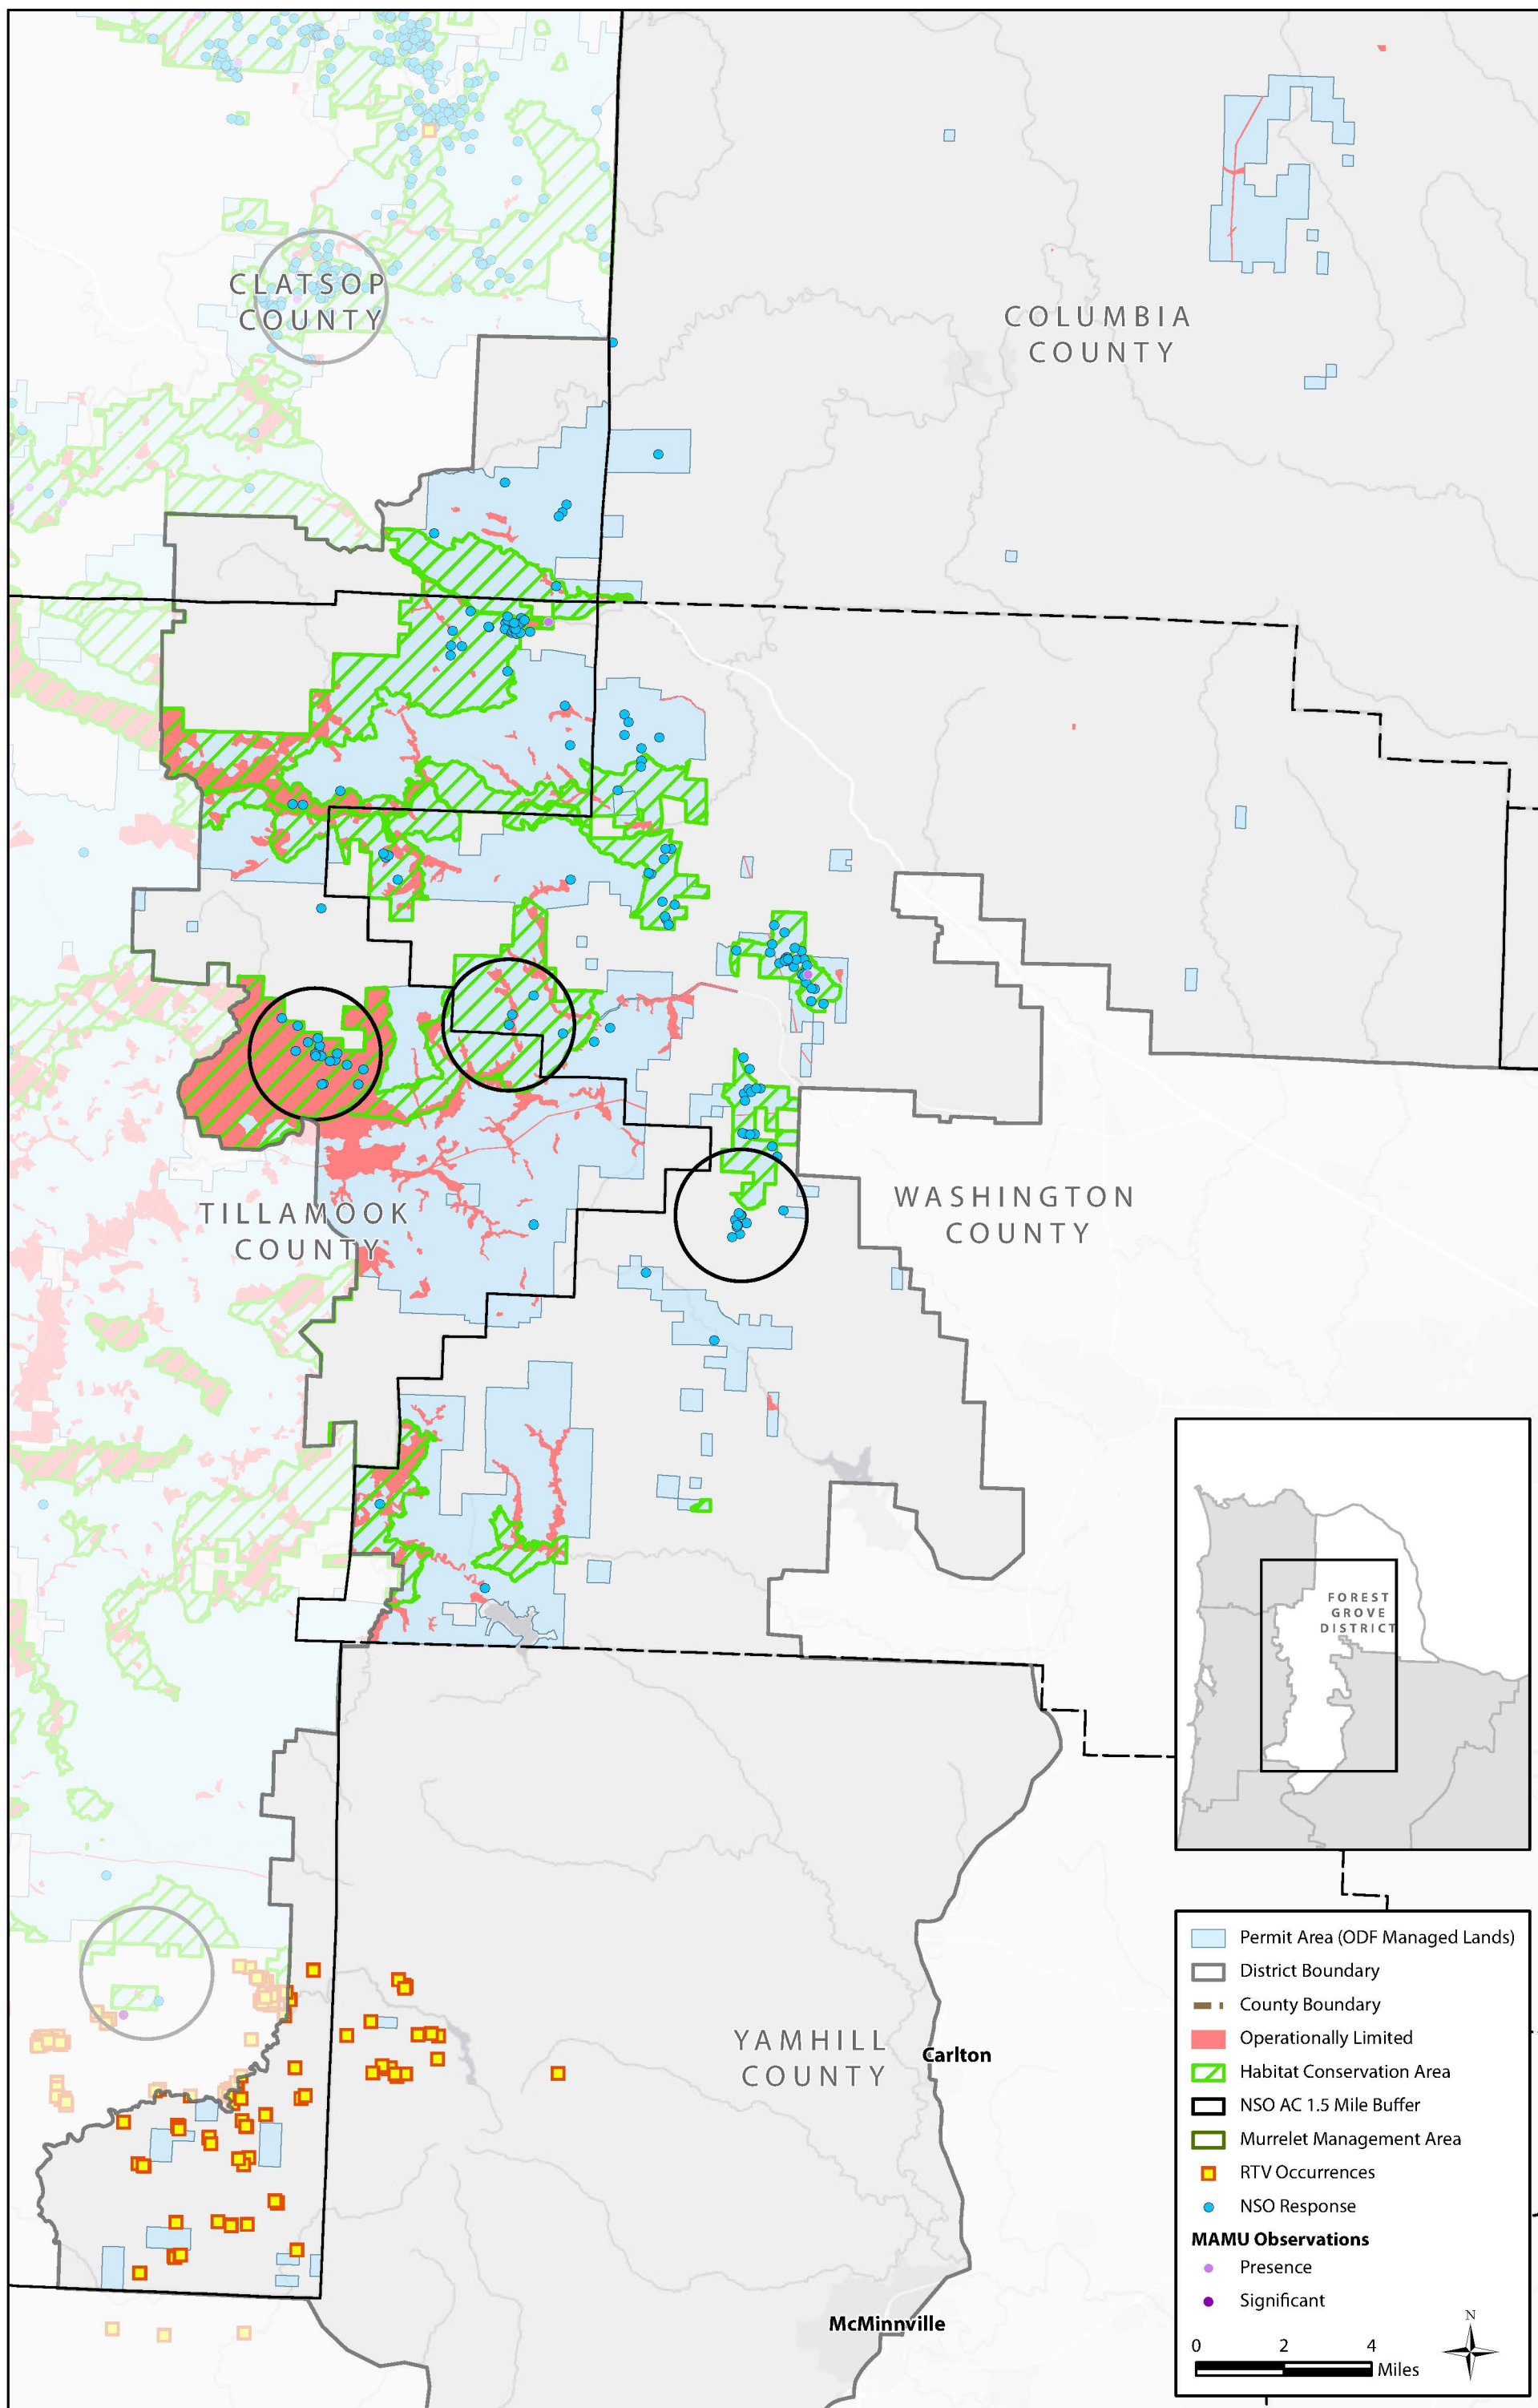 CLATSOP
COUNTY
COLUMBIA
COUNTY
TILLAMOOK
COUNTY
WASHINGTON
COUNTY
FOREST
GROVE
DISTRICT
YAMHILL
COUNTY
Carlton
McMinnville
Permit Area (ODF Managed Lands)
District Boundary
County Boundary
Operationally Limited
Habitat Conservation Area
NSO AC 1.5 Mile Buffer
Murrelet Management Area
RTV Occurrences
NSO Response
MAMU Observations
Presence
Significant
N
0 2 4
Miles